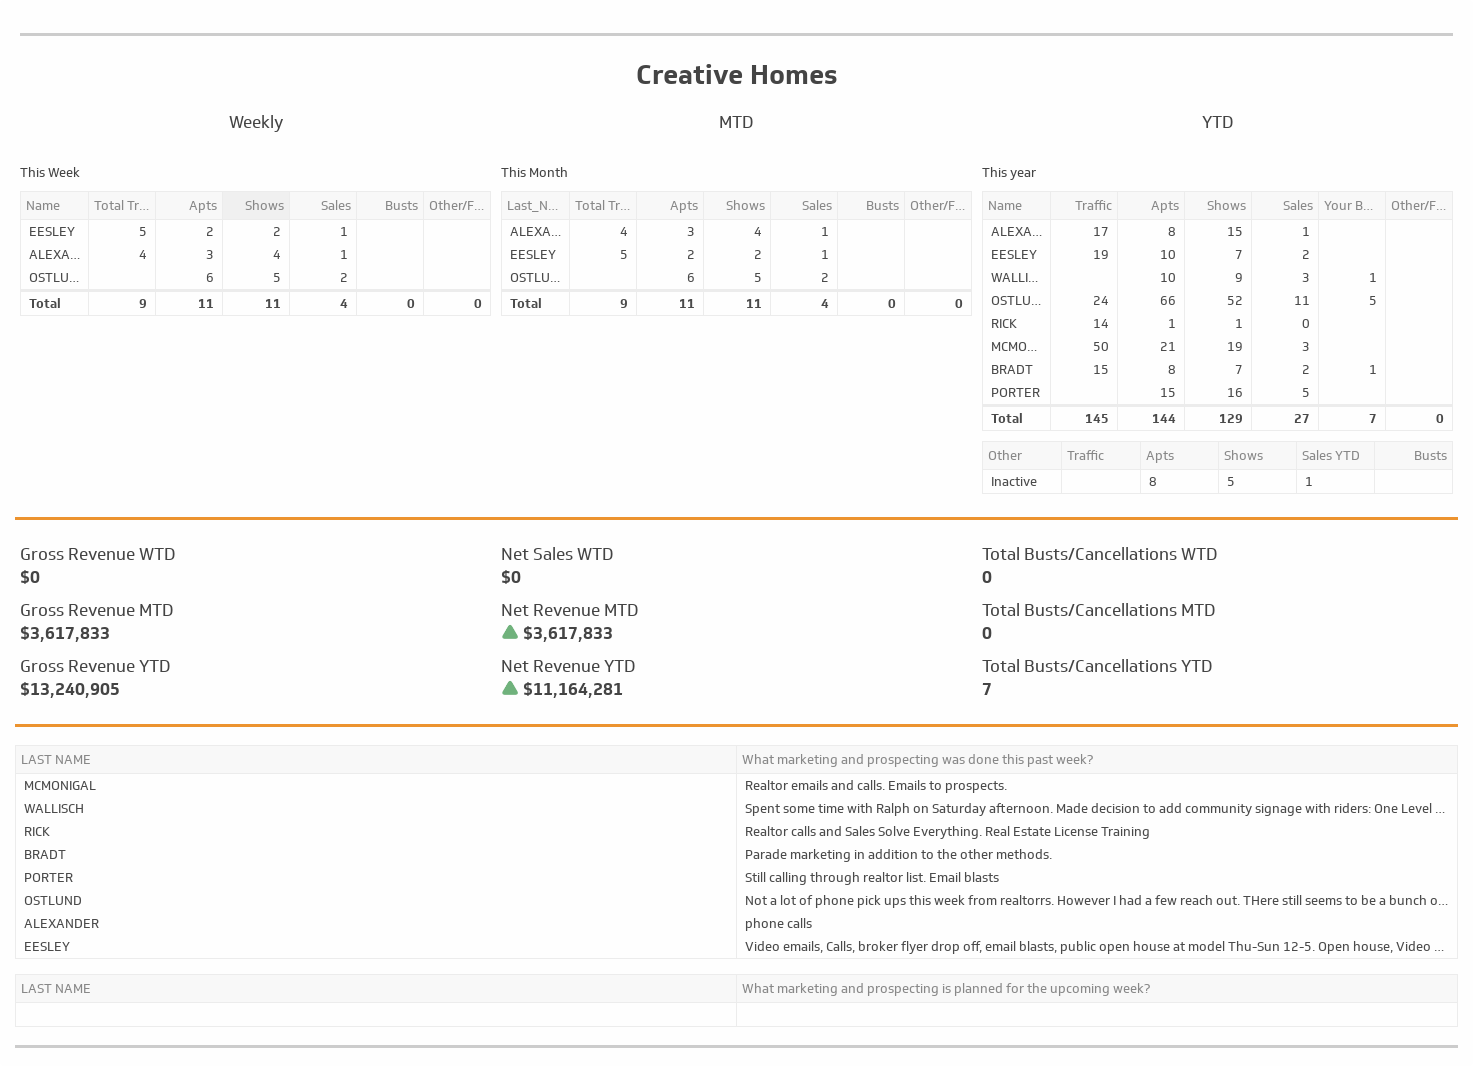 Creative Homes
Weekly
MTD
YTD
This Week
Name Total Tr... Apts Shows Sales Busts Other/F...
EESLEY 5 2 2 1
ALEXA... 4 3 4 1
OSTLU... 6 5 2
Total 9 11 11 4 0 0
This Month
Last_N... Total Tr... Apts Shows Sales Busts Other/F...
ALEXA... 4 3 4 1
EESLEY 5 2 2 1
OSTLU... 6 5 2
Total 9 11 11 4 0 0
This year
Name Traffic Apts Shows Sales Your B... Other/F...
ALEXA... 17 8 15 1
EESLEY 19 10 7 2
WALLI... 10 9 3 1
OSTLU... 24 66 52 11 5
RICK 14 1 1 0
MCMO... 50 21 19 3
BRADT 15 8 7 2 1
PORTER 15 16 5
Total 145 144 129 27 7 0
Other Traffic Apts Shows Sales YTD Busts
Inactive 8 5 1
Gross Revenue WTD
$0
Gross Revenue MTD
$3,617,833
Gross Revenue YTD
$13,240,905
Net Sales WTD
$0
Net Revenue MTD
$3,617,833
Net Revenue YTD
$11,164,281
Total Busts/Cancellations WTD
0
Total Busts/Cancellations MTD
0
Total Busts/Cancellations YTD
7
LAST NAME What marketing and prospecting was done this past week?
MCMONIGAL Realtor emails and calls. Emails to prospects.
WALLISCH Spent some time with Ralph on Saturday afternoon. Made decision to add community signage with riders: One Level ...
RICK Realtor calls and Sales Solve Everything. Real Estate License Training
BRADT Parade marketing in addition to the other methods.
PORTER Still calling through realtor list. Email blasts
OSTLUND Not a lot of phone pick ups this week from realtorrs. However I had a few reach out. THere still seems to be a bunch o...
ALEXANDER phone calls
EESLEY Video emails, Calls, broker flyer drop off, email blasts, public open house at model Thu-Sun 12-5. Open house, Video ...
LAST NAME What marketing and prospecting is planned for the upcoming week?